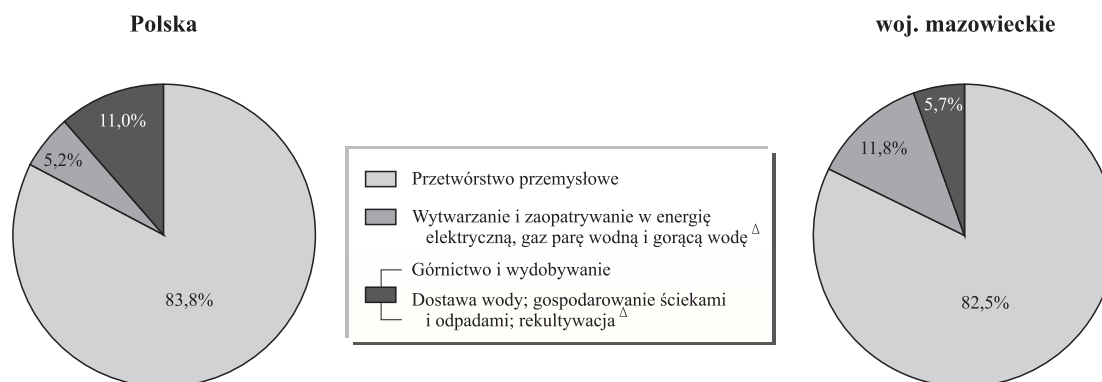 Polska
woj. mazowieckie
11,0%
5,2%
83,8%
Przetwórstwo przemysłowe
Wytwarzanie i zaopatrywanie w energię
elektryczną, gaz parę wodną i gorącą wodę Δ
Górnictwo i wydobywanie
Dostawa wody; gospodarowanie ściekami
i odpadami; rekultywacja Δ
5,7%
11,8%
82,5%